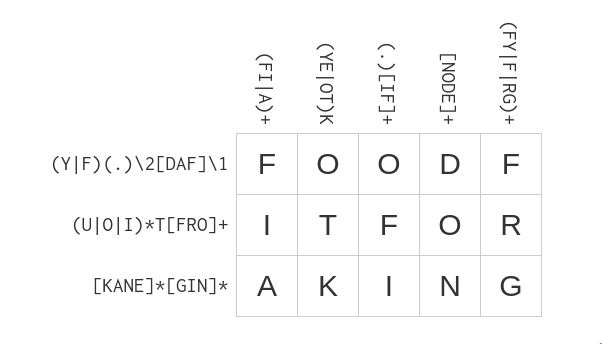 (FI|A)+
(YE|OT)K
(.)[IF]+
[NODE]+
(FY|F|RG)+
(Y|F)(.)\2[DAF]\1 F O O D F
(U|O|I)*T[FRO]+ I T F O R
[KANE]*[GIN]* A K I N G